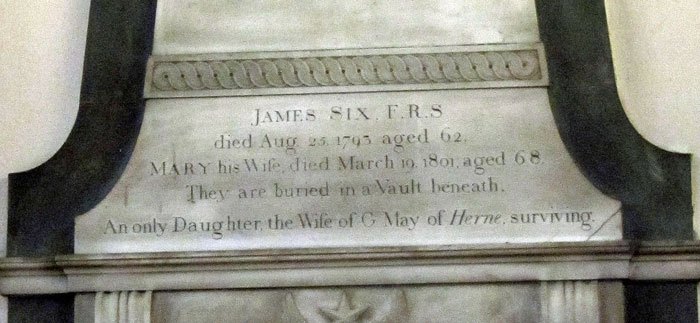 JAMES SIX, F.R.S
died Aug. 25. 1793 aged 62.
MARY his Wife, died March 19. 1801, aged 68
They are buried in a Vault beneath.
An only Daughter, the Wife of G May of Herne, surviving.